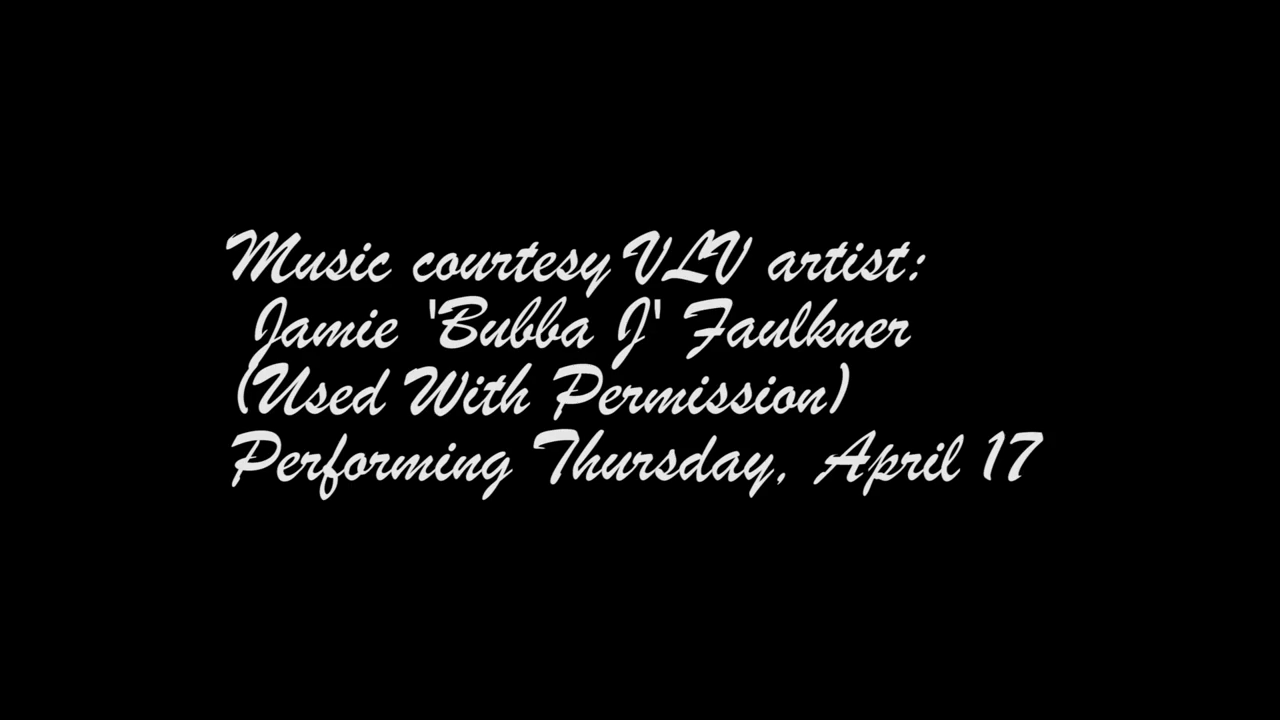 Music courtesy VLV artist:
Jamie 'Bubba J' Faulkner
(Used With Permission)
Performing Thursday, April 17